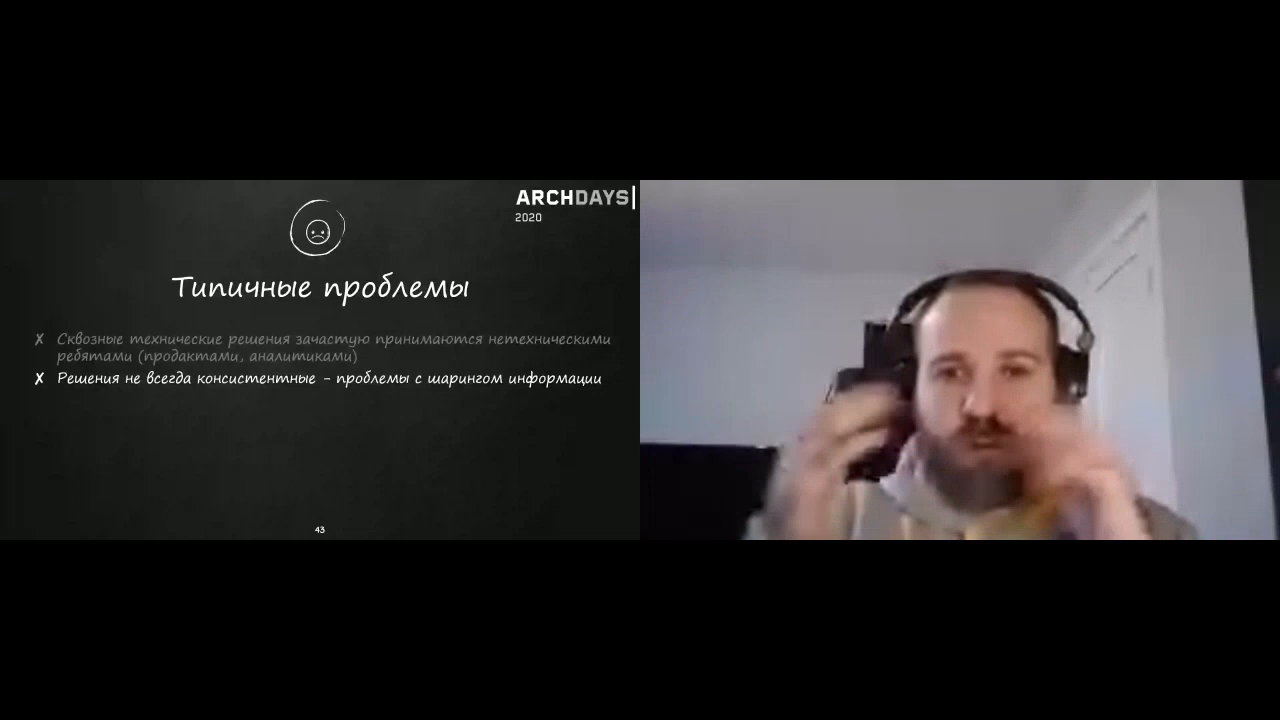 ARCHDAYS
2020
Типичные проблемы
✗ Сквозные технические решения зачастую принимаются нетехническими
ребятами (продактами, аналитиками)
✗ Решения не всегда консистентные - проблемы с шарингом информации
43